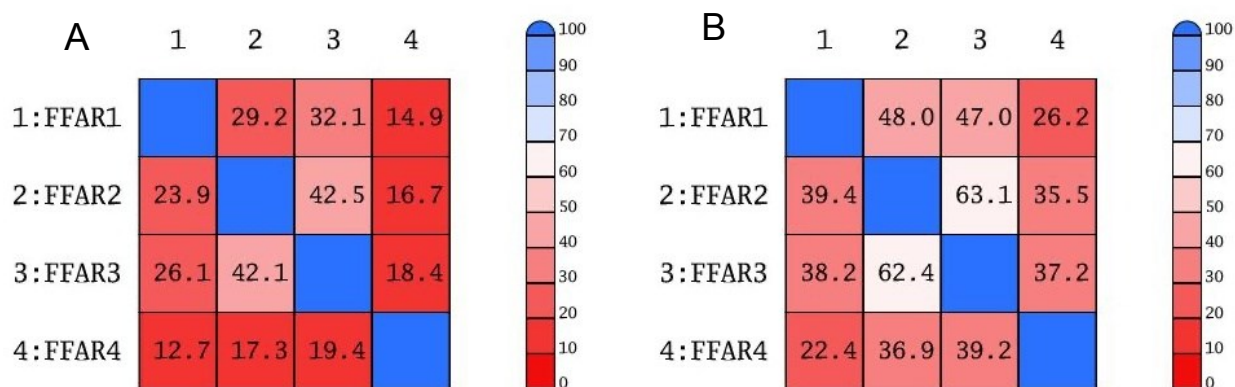 A
1 2 3 4
1:FFAR1 29.2 32.1 14.9
2:FFAR2 23.9 42.5 16.7
3:FFAR3 26.1 42.1 18.4
4:FFAR4 12.7 17.3 19.4
100
90
80
70
60
50
40
30
20
10
0
B
1 2 3 4
1:FFAR1 48.0 47.0 26.2
2:FFAR2 39.4 63.1 35.5
3:FFAR3 38.2 62.4 37.2
4:FFAR4 22.4 36.9 39.2
100
90
80
70
60
50
40
30
20
10
0